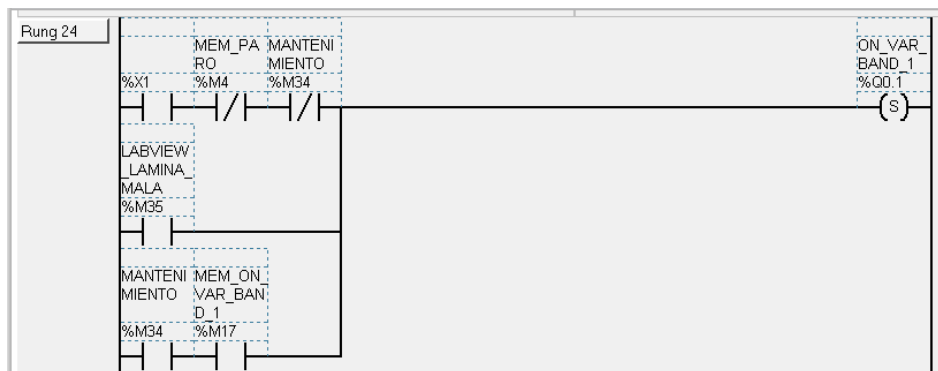 Rung 24
MEM_PA
RO
MANTENI
MIENTO
ON_VAR_
BAND_1
%X1
%M4
%M34
%Q0.1
S
LABVIEW
_LAMINA_
MALA
%M35
MANTENI
MIENTO
MEM_ON_
VAR_BAN
D_1
%M34
%M17